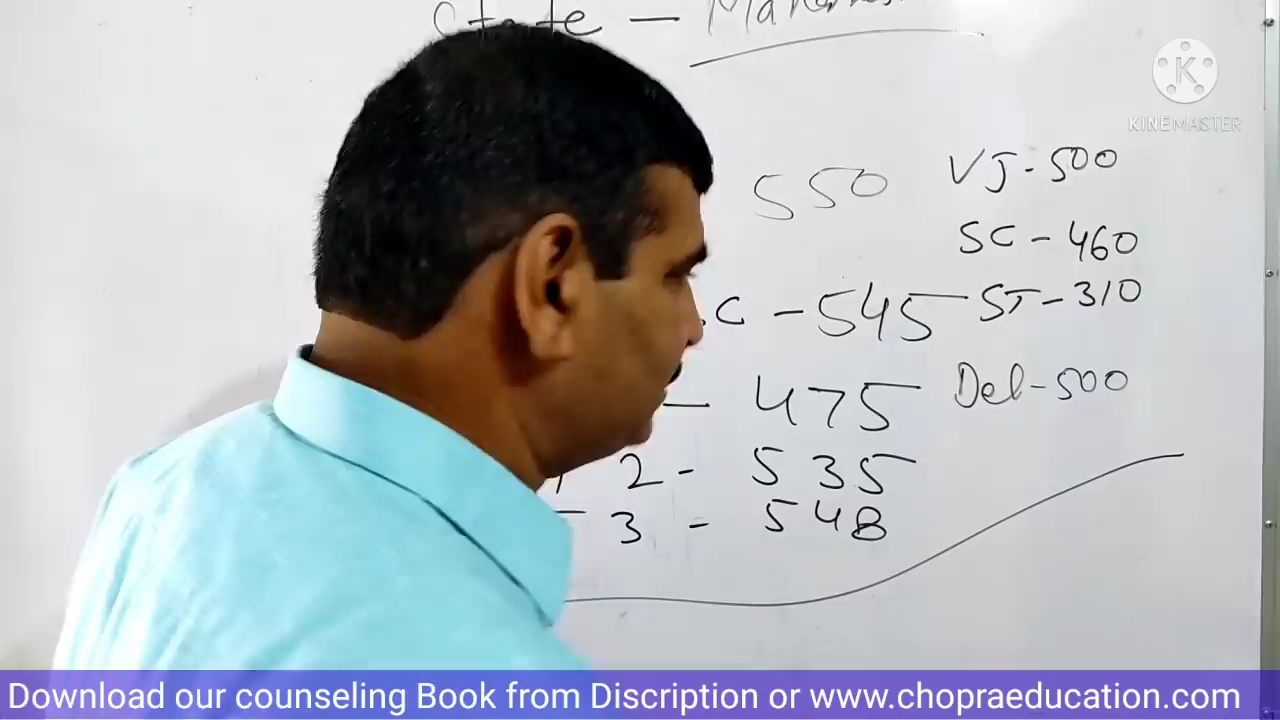 State -
KINEMASTER
550
VJ-500
SC-460
.C - 545
ST-310
- 475
Del-500
2 - 535
3 - 548
Download our counseling Book from Discription or www.chopraeducation.com